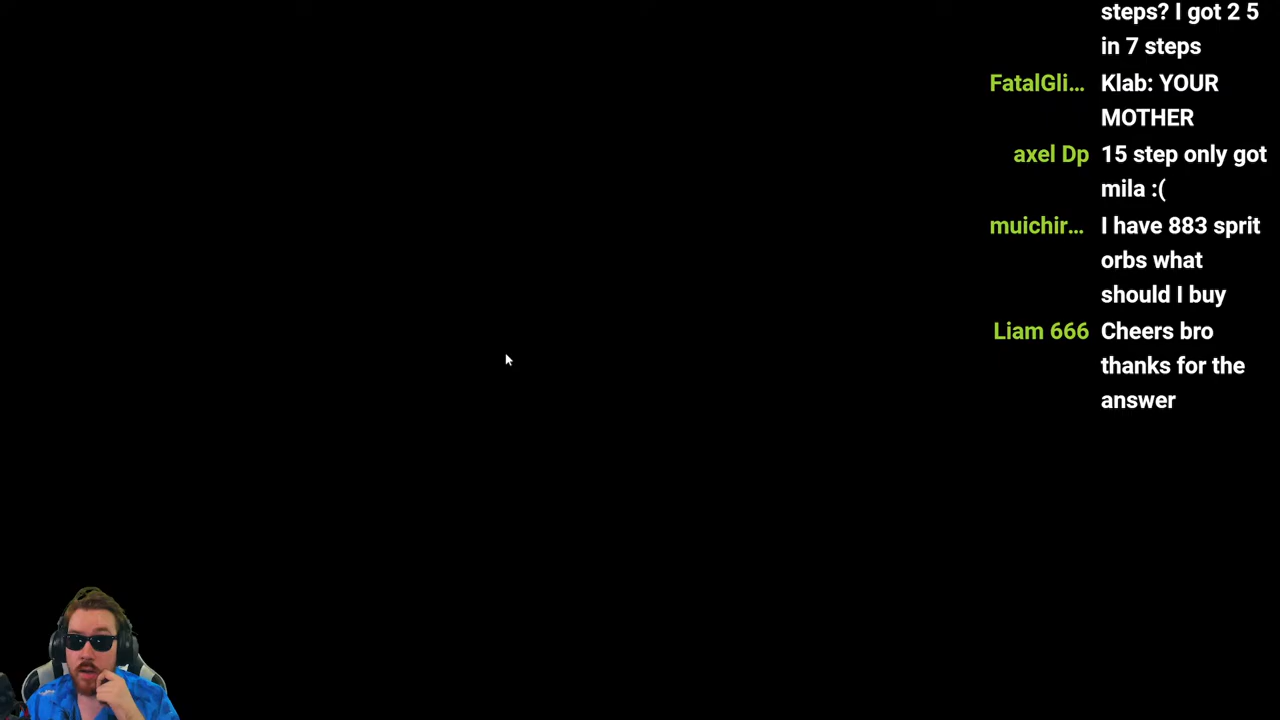 steps? I got 2 5
in 7 steps
FatalGli... Klab: YOUR
MOTHER
axel Dp 15 step only got
mila :(
muichir... I have 883 sprit
orbs what
should I buy
Liam 666 Cheers bro
thanks for the
answer